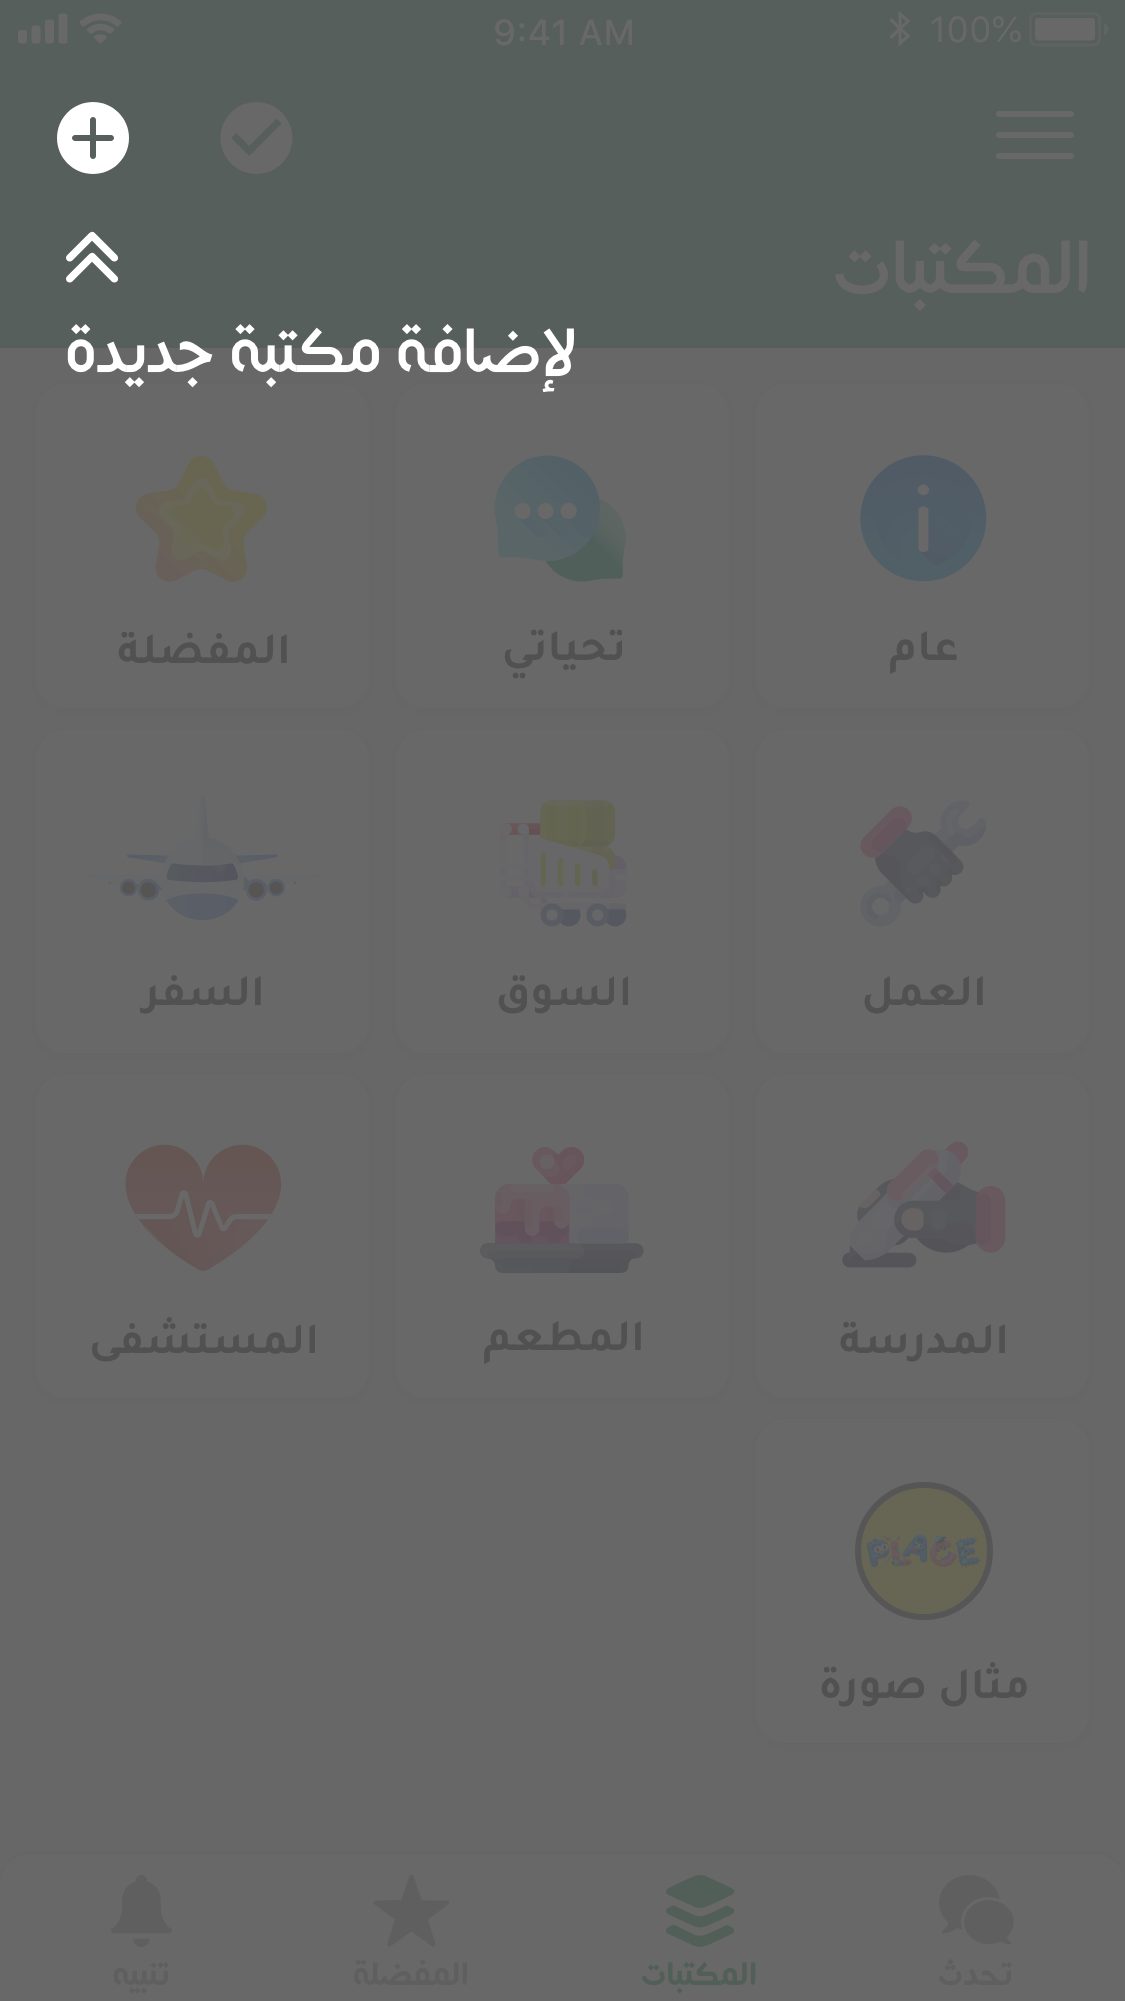 9:41 AM
100%
المكتبات
لإضافة مكتبة جديدة
عام
تحياتي
المفضلة
العمل
السوق
السفر
المدرسة
المطعم
المستشفى
PLACE
مثال صورة
تحدث
المكتبات
المفضلة
تنبيه